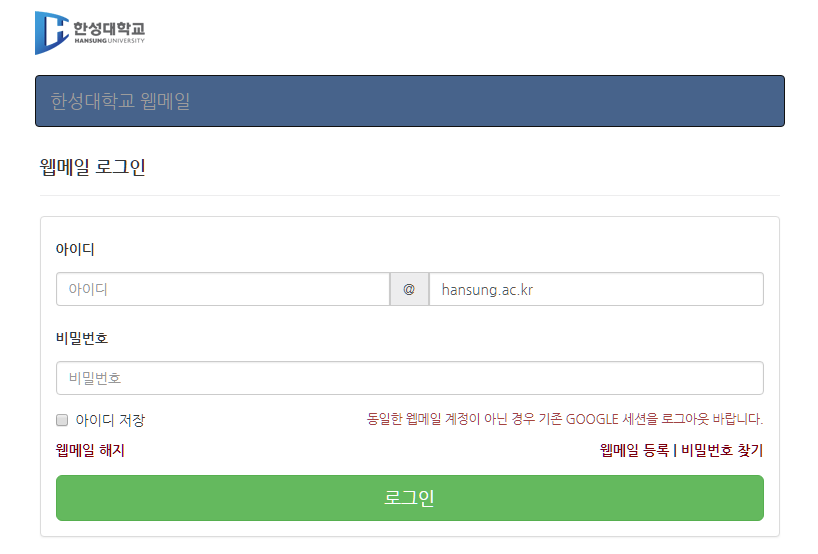 한성대학교
HANSUNG UNIVERSITY
한성대학교 웹메일
웹메일 로그인
아이디
아이디 @ hansung.ac.kr
비밀번호
비밀번호
아이디 저장 동일한 웹메일 계정이 아닌 경우 기존 GOOGLE 세션을 로그아웃 바랍니다.
웹메일 해지 웹메일 등록 | 비밀번호 찾기
로그인